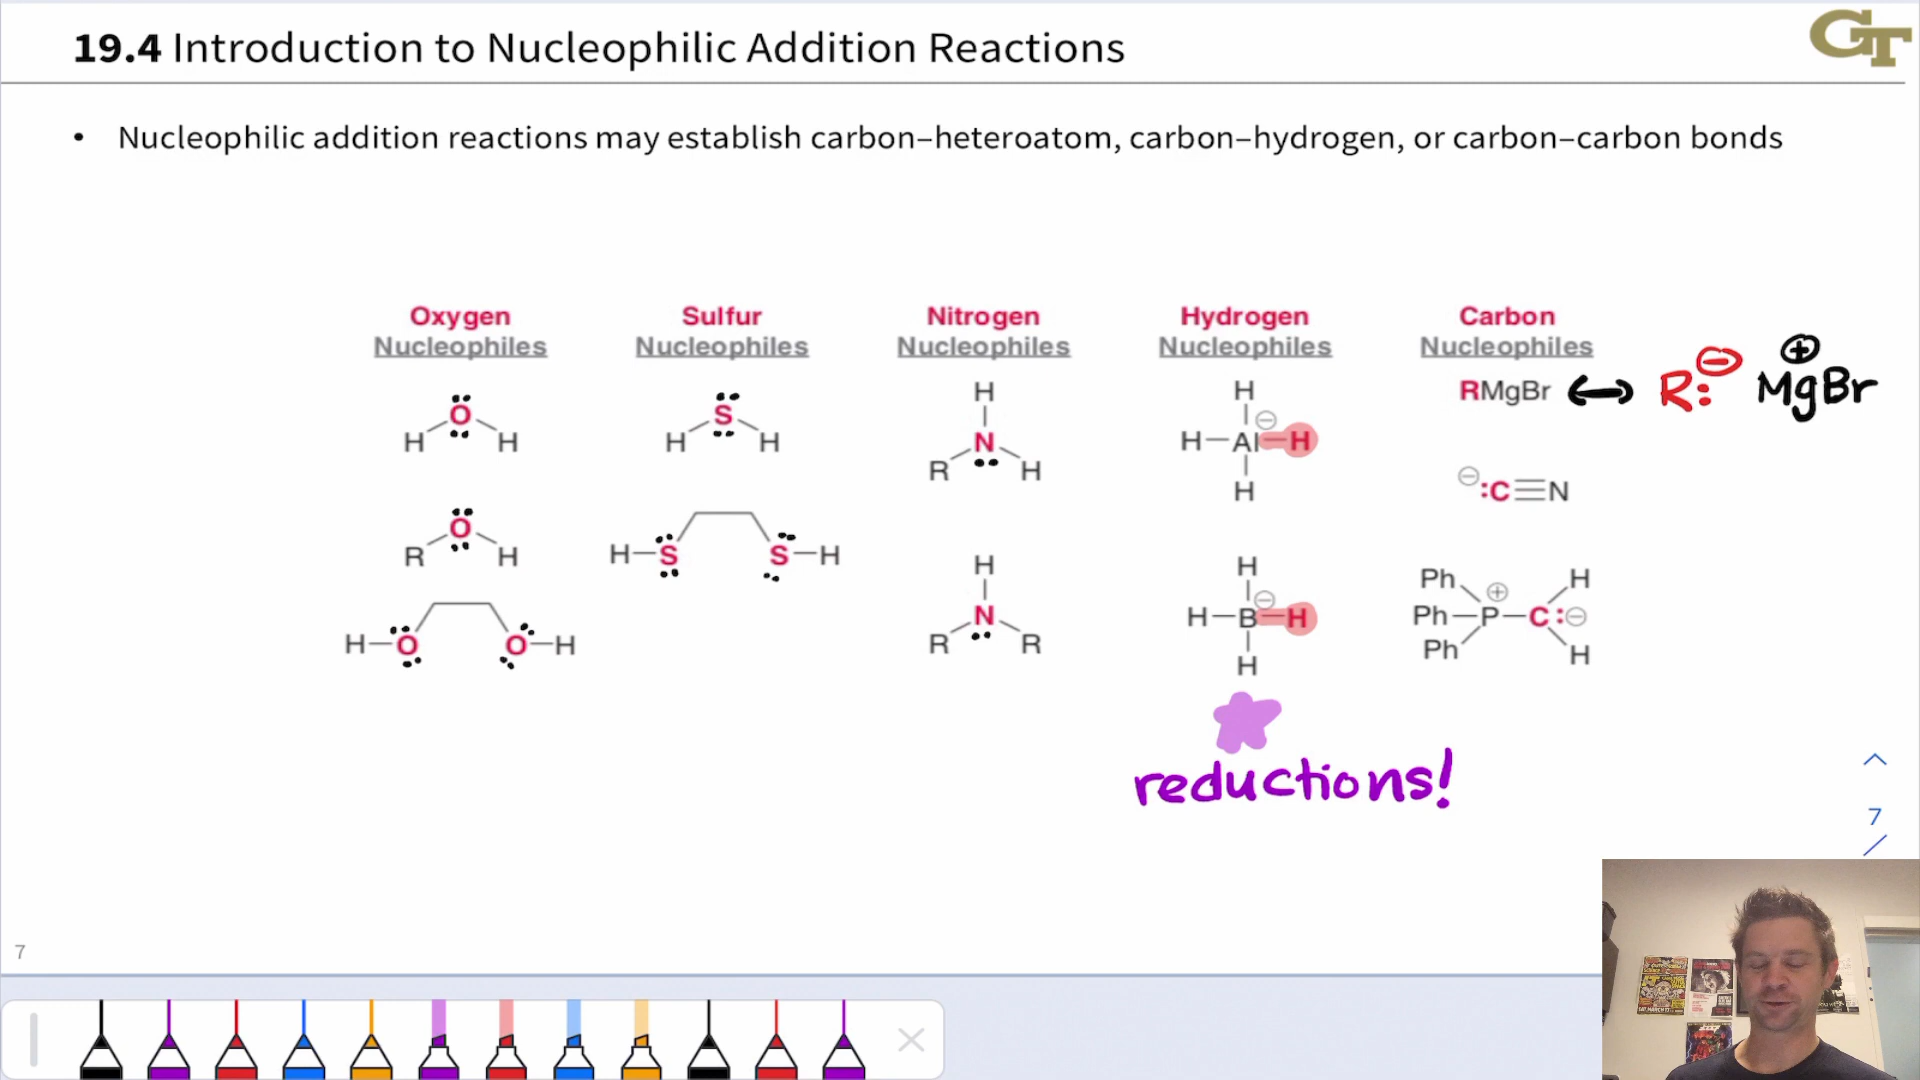 19.4 Introduction to Nucleophilic Addition Reactions
GT
• Nucleophilic addition reactions may establish carbon–heteroatom, carbon–hydrogen, or carbon–carbon bonds
Oxygen Nucleophiles
H O H
R O H
H–O O–H
Sulfur Nucleophiles
H S H
H–S S–H
Nitrogen Nucleophiles
H
N
R H
H
N
R R
Hydrogen Nucleophiles
H
H–Al–H ⊖
H
H
H–B–H ⊖
H
reductions!
Carbon Nucleophiles
RMgBr ↔ R:⊖ MgBr ⊕
⊖:C≡N
Ph H
Ph–P–C:⊖ ⊕
Ph H
7
/
7